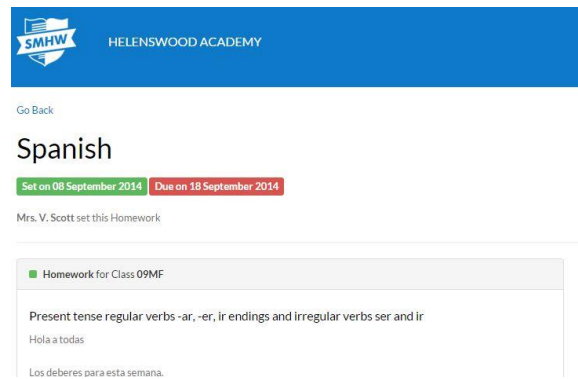 SMHW
HELENSWOOD ACADEMY
Go Back
Spanish
Set on 08 September 2014 Due on 18 September 2014
Mrs. V. Scott set this Homework
Homework for Class 09MF
Present tense regular verbs -ar, -er, ir endings and irregular verbs ser and ir
Hola a todas
Los deberes para esta semana.